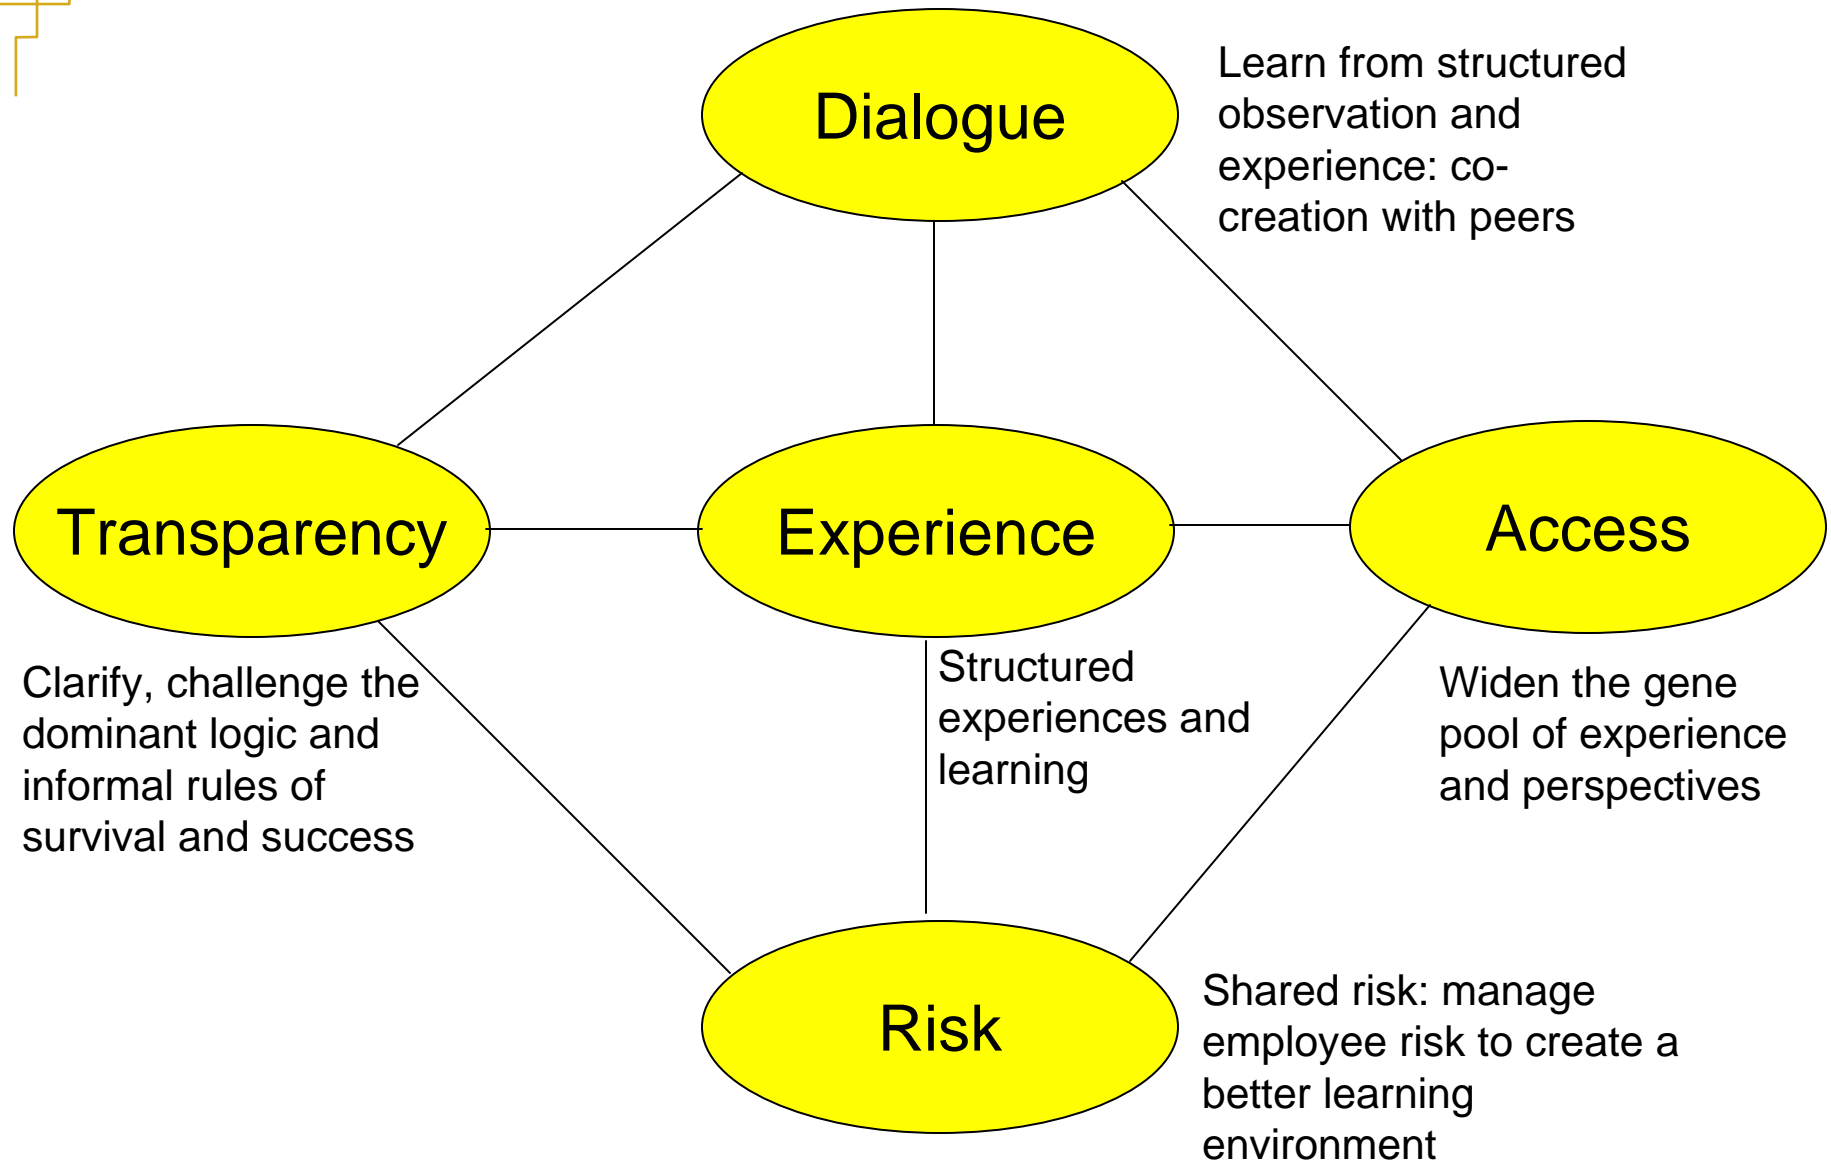 Dialogue
Learn from structured
observation and
experience: co-
creation with peers
Transparency
Experience
Access
Clarify, challenge the
dominant logic and
informal rules of
survival and success
Structured
experiences and
learning
Widen the gene
pool of experience
and perspectives
Risk
Shared risk: manage
employee risk to create a
better learning
environment